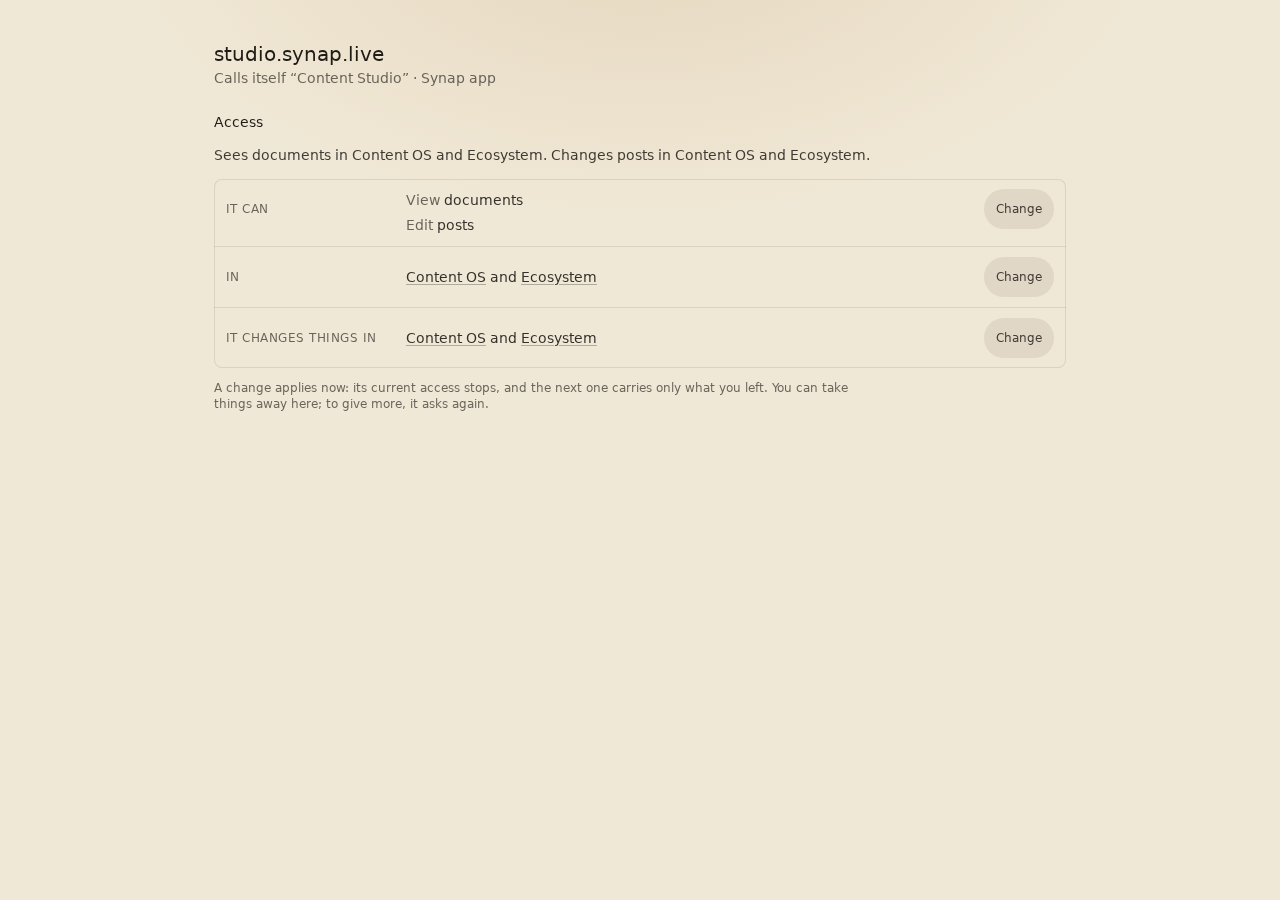 studio.synap.live
Calls itself “Content Studio” · Synap app
Access
Sees documents in Content OS and Ecosystem. Changes posts in Content OS and Ecosystem.
IT CAN
View documents
Edit posts
Change
IN
Content OS and Ecosystem
Change
IT CHANGES THINGS IN
Content OS and Ecosystem
Change
A change applies now: its current access stops, and the next one carries only what you left. You can take
things away here; to give more, it asks again.